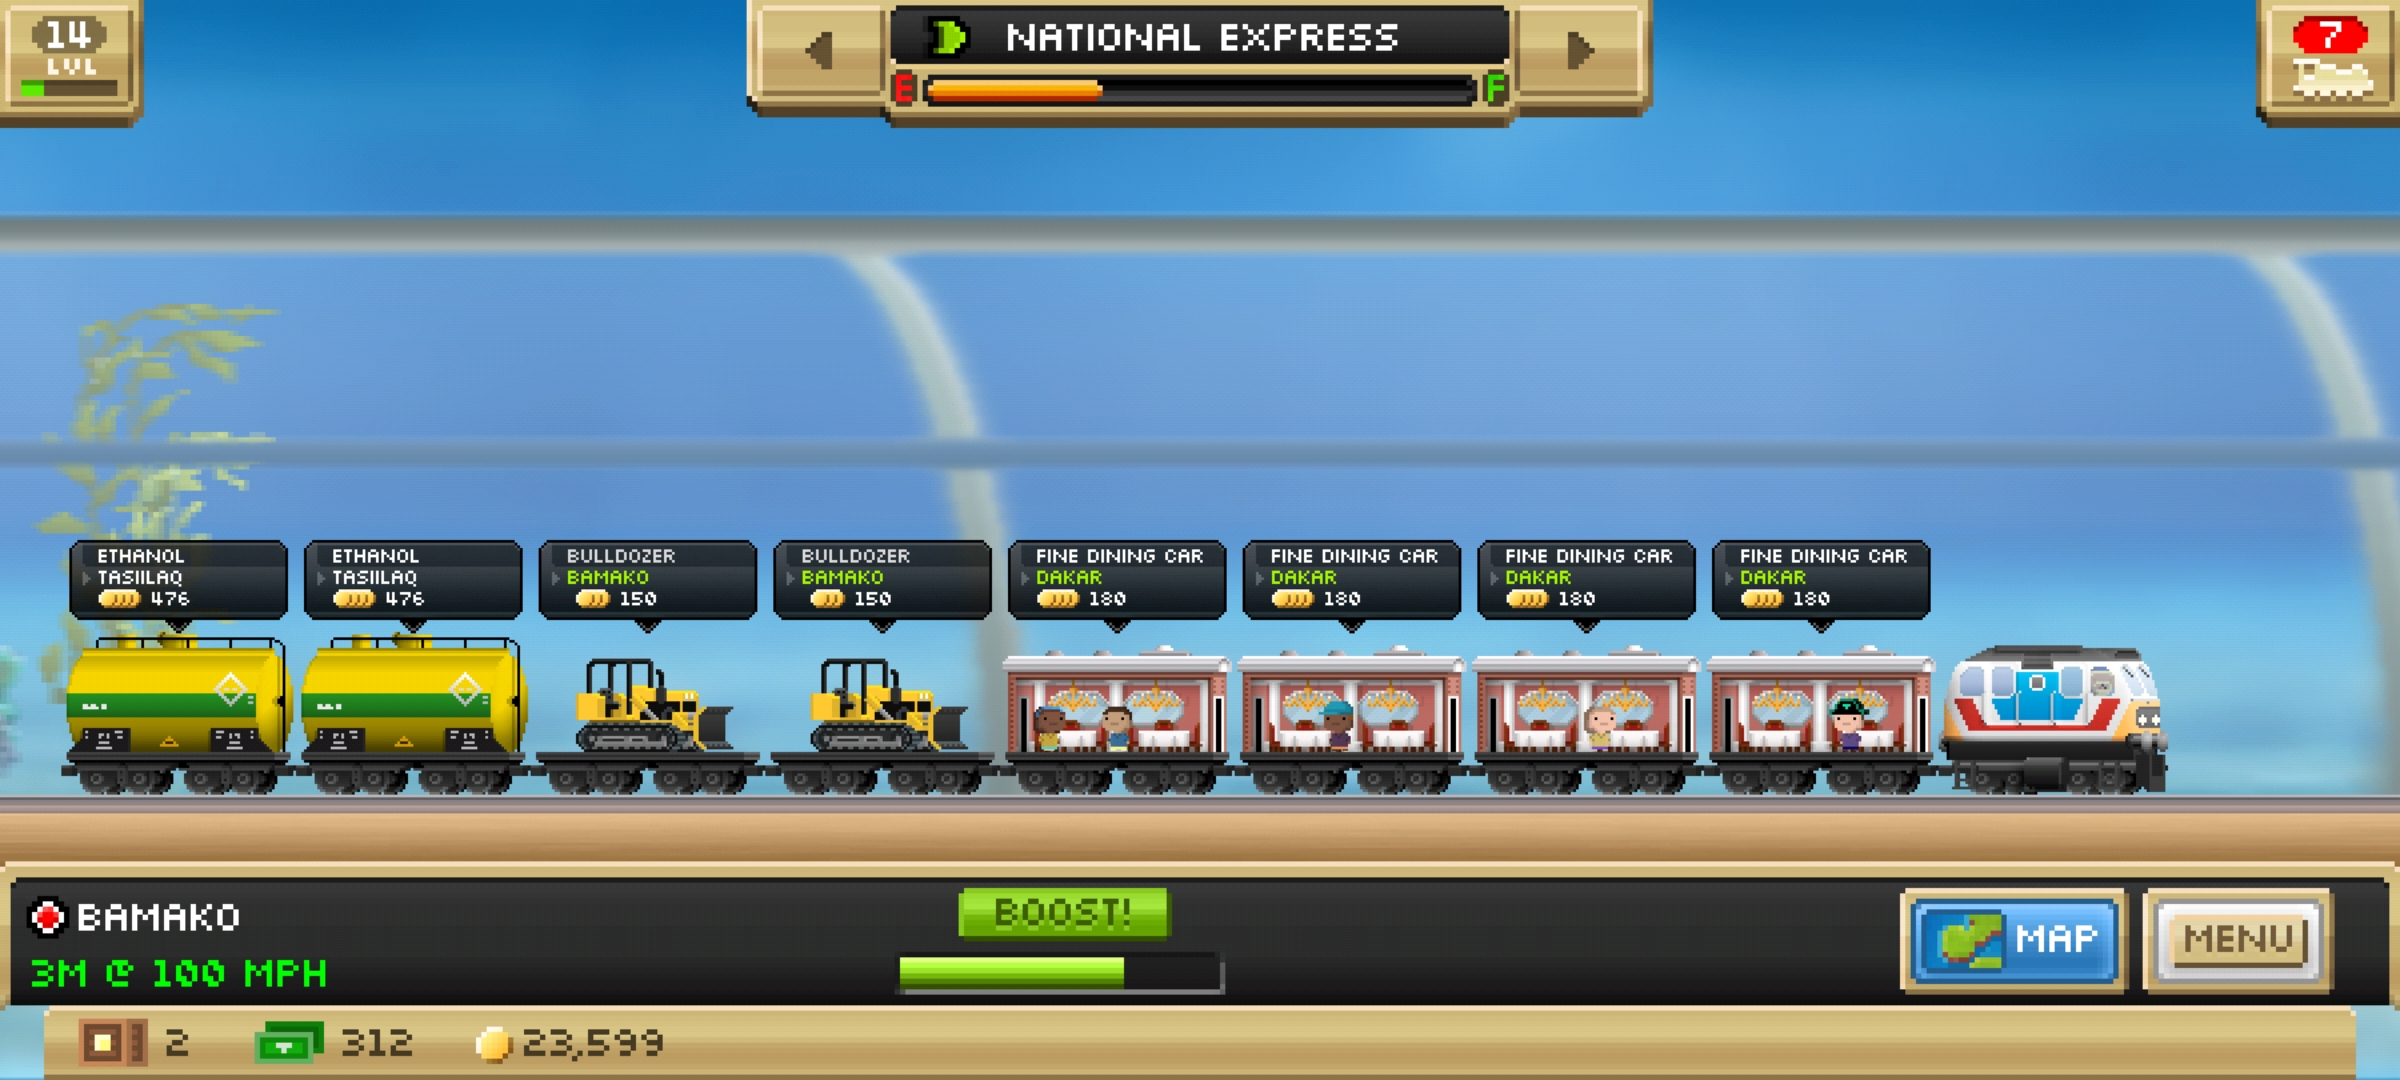 14
LVL
NATIONAL EXPRESS
E
F
7
ETHANOL
TASIILAQ
476
ETHANOL
TASIILAQ
476
BULLDOZER
BAMAKO
150
BULLDOZER
BAMAKO
150
FINE DINING CAR
DAKAR
180
FINE DINING CAR
DAKAR
180
FINE DINING CAR
DAKAR
180
FINE DINING CAR
DAKAR
180
BAMAKO
3M @ 100 MPH
BOOST!
MAP
MENU
2
312
23,599